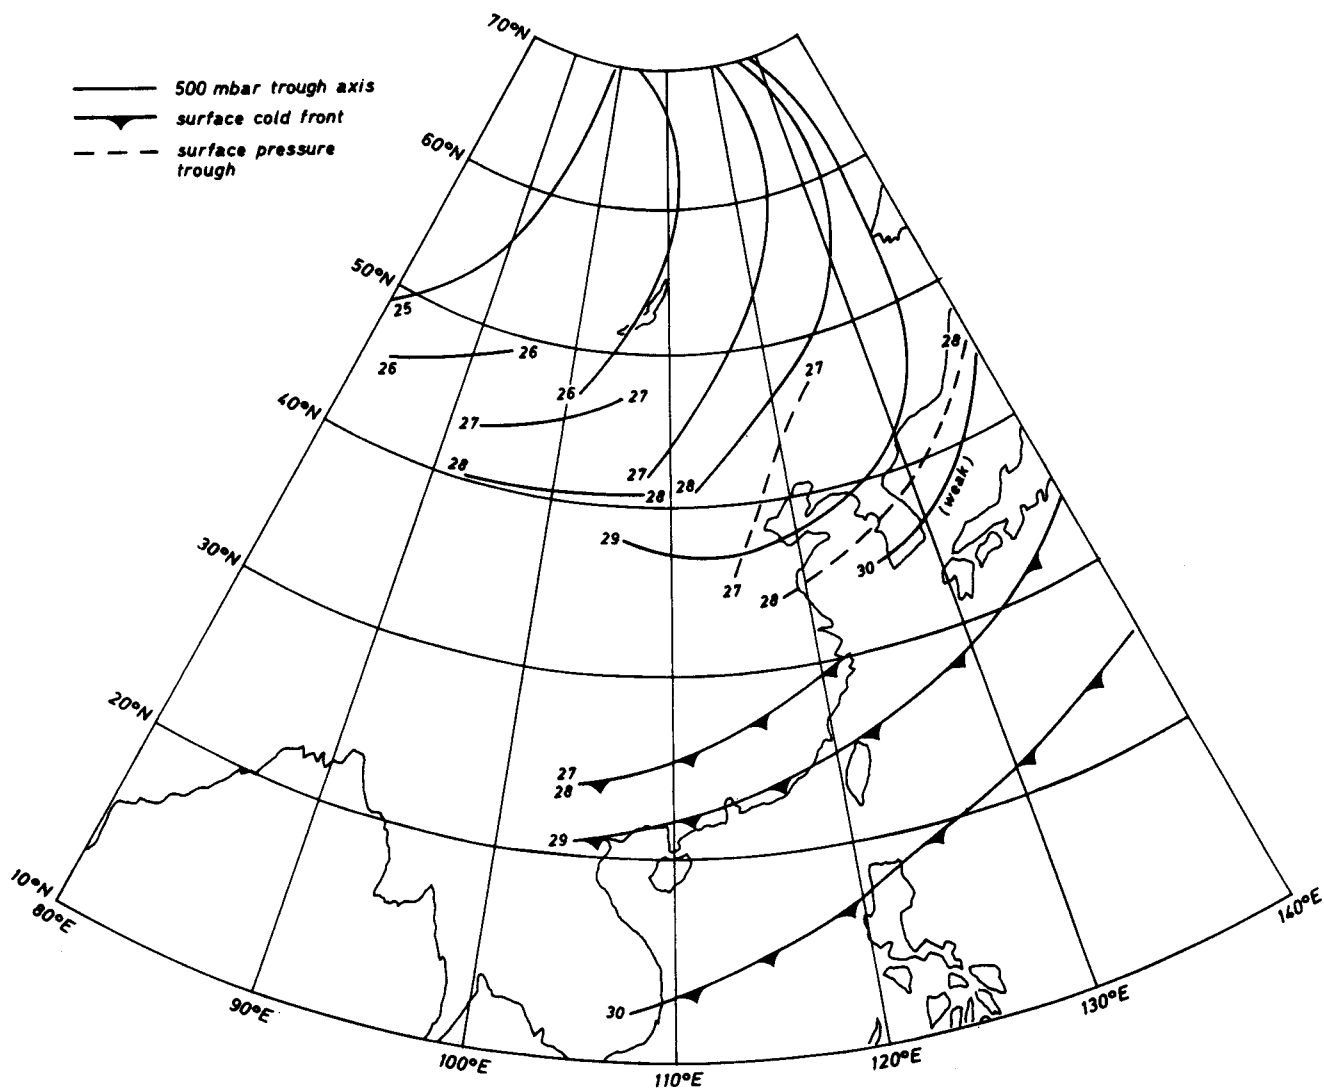 70°N
500 mbar trough axis
surface cold front
surface pressure
trough
60°N
50°N
25
26
26
26
28
27
40°N
27
27
28
27
28
28
(weak)
30°N
29
27
28
30
20°N
27
28
29
10°N
80°E
140°E
30
90°E
130°E
100°E
120°E
110°E